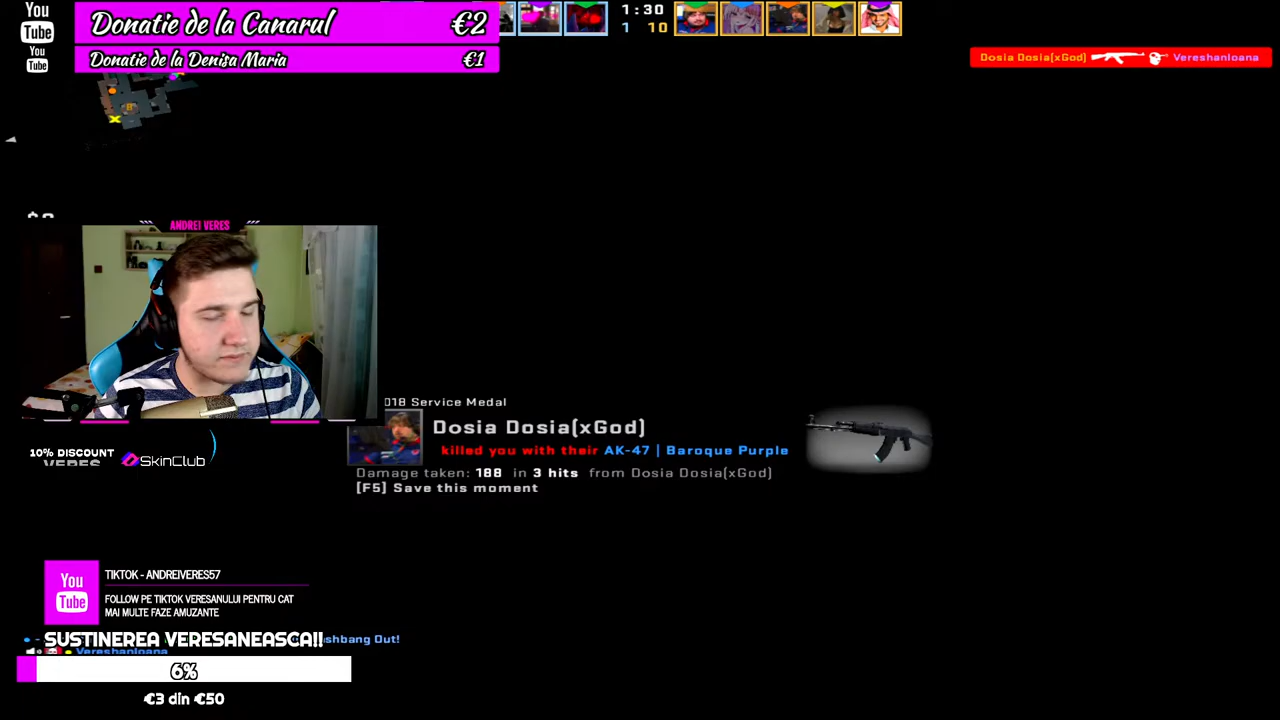 You
Tube
Donatie de la Canarul €2
You
Tube
Donatie de la Denisa Maria €1
1:30
1 10
Dosia Dosia(xGod) Vereshanioana
ANDREI VERES
10% DISCOUNT
VERES
SkinClub
018 Service Medal
Dosia Dosia(xGod)
killed you with their AK-47 | Baroque Purple
Damage taken: 188 in 3 hits from Dosia Dosia(xGod)
[F5] Save this moment
You
Tube
TIKTOK - ANDREIVERES57
FOLLOW PE TIKTOK VERESANULUI PENTRU CAT
MAI MULTE FAZE AMUZANTE
SUSTINEREA VERESANEASCA!!
shbang Out!
Vereshanioana
6%
€3 din €50